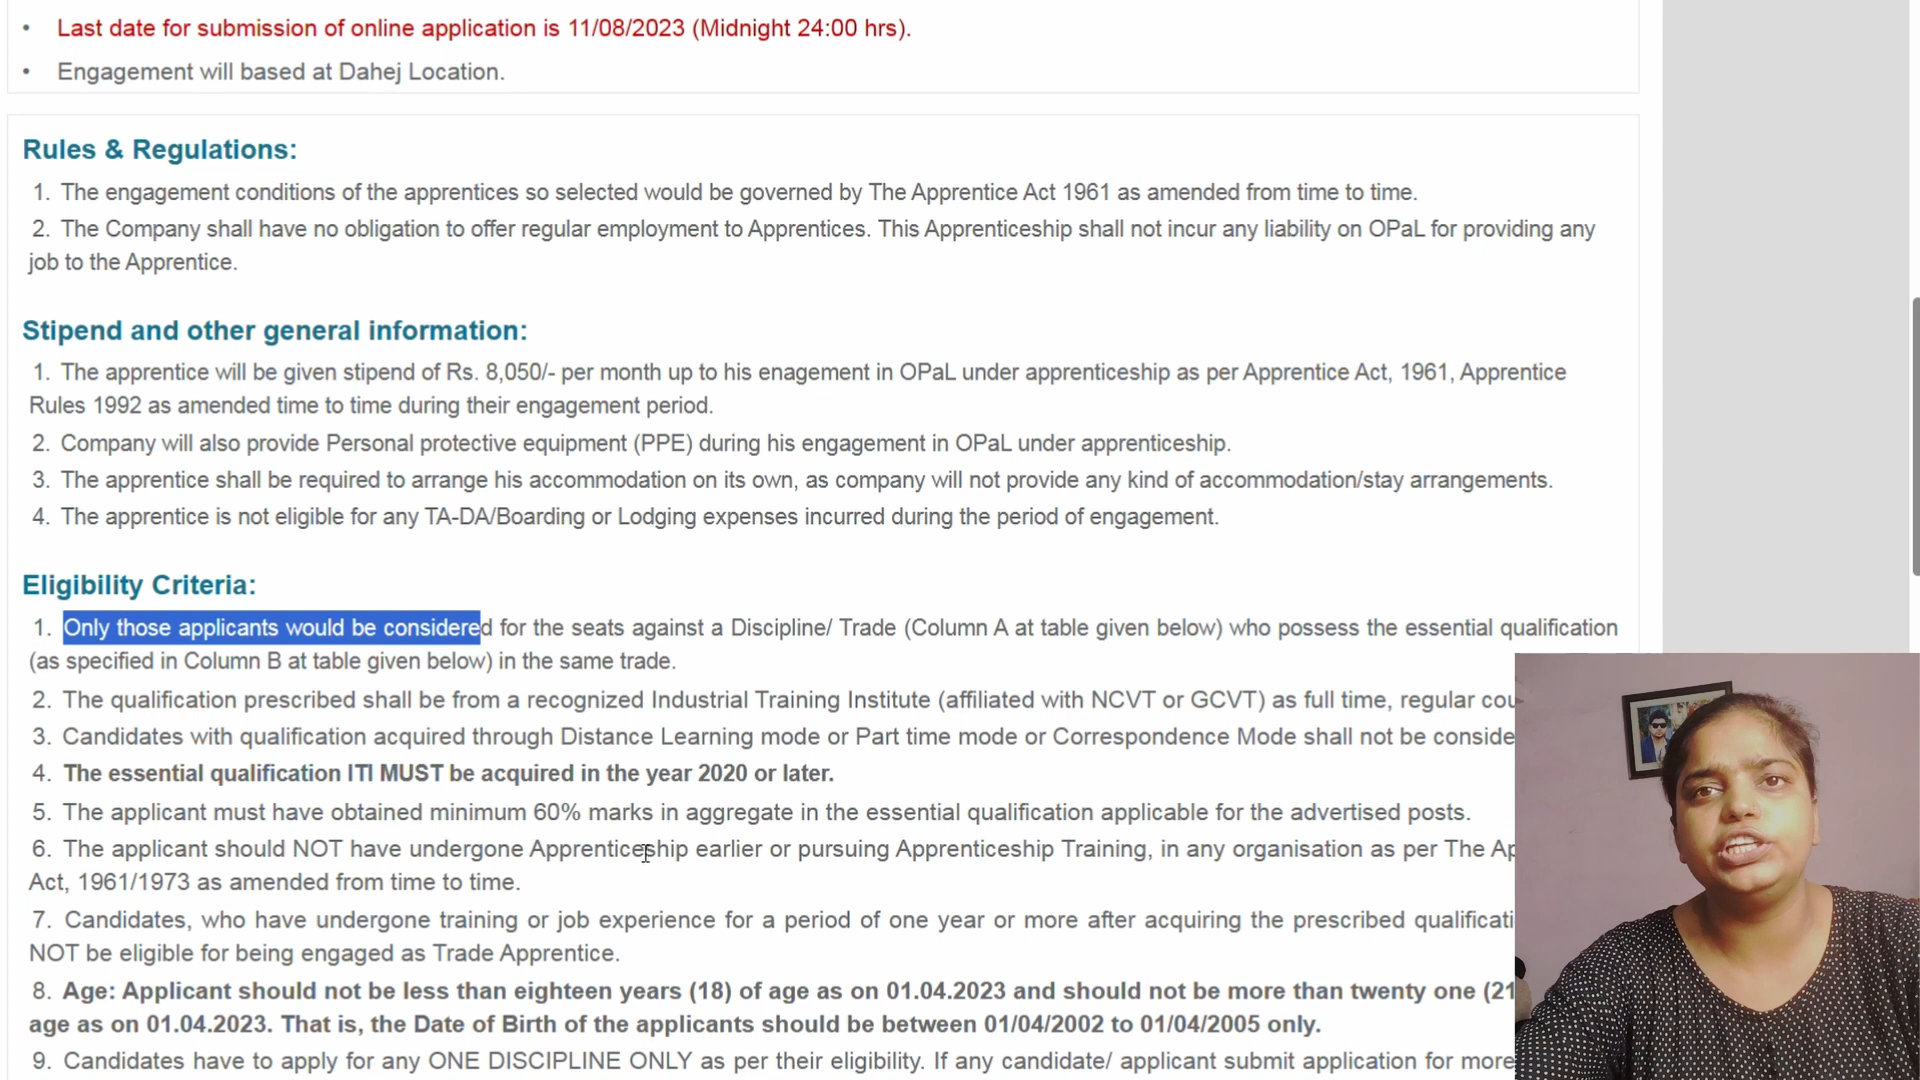 • Last date for submission of online application is 11/08/2023 (Midnight 24:00 hrs).
• Engagement will based at Dahej Location.
Rules & Regulations:
1. The engagement conditions of the apprentices so selected would be governed by The Apprentice Act 1961 as amended from time to time.
2. The Company shall have no obligation to offer regular employment to Apprentices. This Apprenticeship shall not incur any liability on OPaL for providing any
job to the Apprentice.
Stipend and other general information:
1. The apprentice will be given stipend of Rs. 8,050/- per month up to his enagement in OPaL under apprenticeship as per Apprentice Act, 1961, Apprentice
Rules 1992 as amended time to time during their engagement period.
2. Company will also provide Personal protective equipment (PPE) during his engagement in OPaL under apprenticeship.
3. The apprentice shall be required to arrange his accommodation on its own, as company will not provide any kind of accommodation/stay arrangements.
4. The apprentice is not eligible for any TA-DA/Boarding or Lodging expenses incurred during the period of engagement.
Eligibility Criteria:
1. Only those applicants would be considered for the seats against a Discipline/ Trade (Column A at table given below) who possess the essential qualification
(as specified in Column B at table given below) in the same trade.
2. The qualification prescribed shall be from a recognized Industrial Training Institute (affiliated with NCVT or GCVT) as full time, regular cou
3. Candidates with qualification acquired through Distance Learning mode or Part time mode or Correspondence Mode shall not be conside
4. The essential qualification ITI MUST be acquired in the year 2020 or later.
5. The applicant must have obtained minimum 60% marks in aggregate in the essential qualification applicable for the advertised posts.
6. The applicant should NOT have undergone Apprenticeship earlier or pursuing Apprenticeship Training, in any organisation as per The Ap
Act, 1961/1973 as amended from time to time.
7. Candidates, who have undergone training or job experience for a period of one year or more after acquiring the prescribed qualificati
NOT be eligible for being engaged as Trade Apprentice.
8. Age: Applicant should not be less than eighteen years (18) of age as on 01.04.2023 and should not be more than twenty one (21
age as on 01.04.2023. That is, the Date of Birth of the applicants should be between 01/04/2002 to 01/04/2005 only.
9. Candidates have to apply for any ONE DISCIPLINE ONLY as per their eligibility. If any candidate/ applicant submit application for more